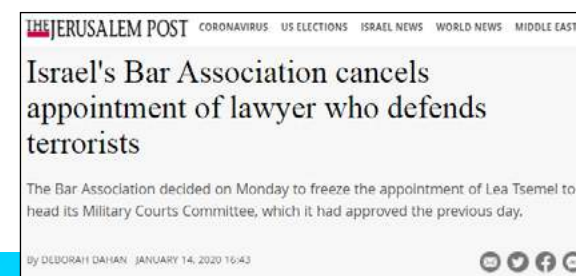 THE JERUSALEM POST CORONAVIRUS US ELECTIONS ISRAEL NEWS WORLD NEWS MIDDLE EAST
Israel's Bar Association cancels
appointment of lawyer who defends
terrorists
The Bar Association decided on Monday to freeze the appointment of Lea Tsemel to
head its Military Courts Committee, which it had approved the previous day.
By DEBORAH DAHAN JANUARY 14, 2020 16:43